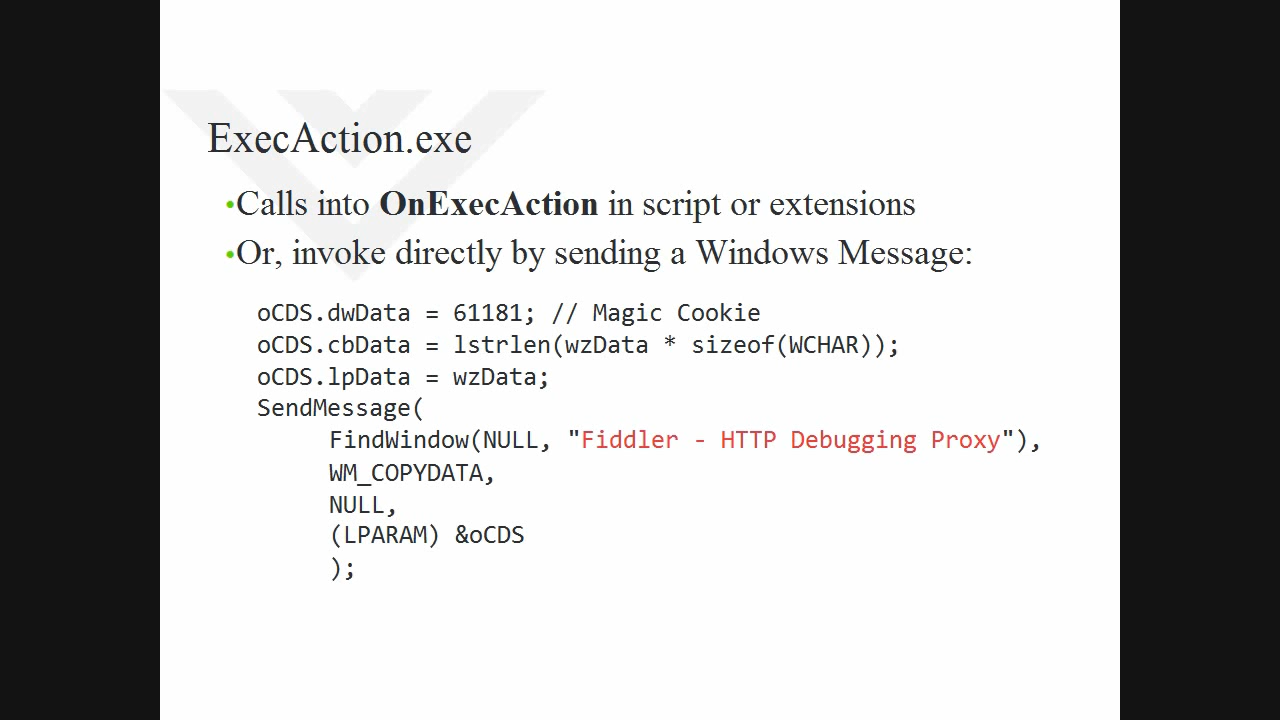 ExecAction.exe
•Calls into OnExecAction in script or extensions
•Or, invoke directly by sending a Windows Message:
oCDS.dwData = 61181; // Magic Cookie
oCDS.cbData = lstrlen(wzData * sizeof(WCHAR));
oCDS.lpData = wzData;
SendMessage(
FindWindow(NULL, "Fiddler - HTTP Debugging Proxy"),
WM_COPYDATA,
NULL,
(LPARAM) &oCDS
);